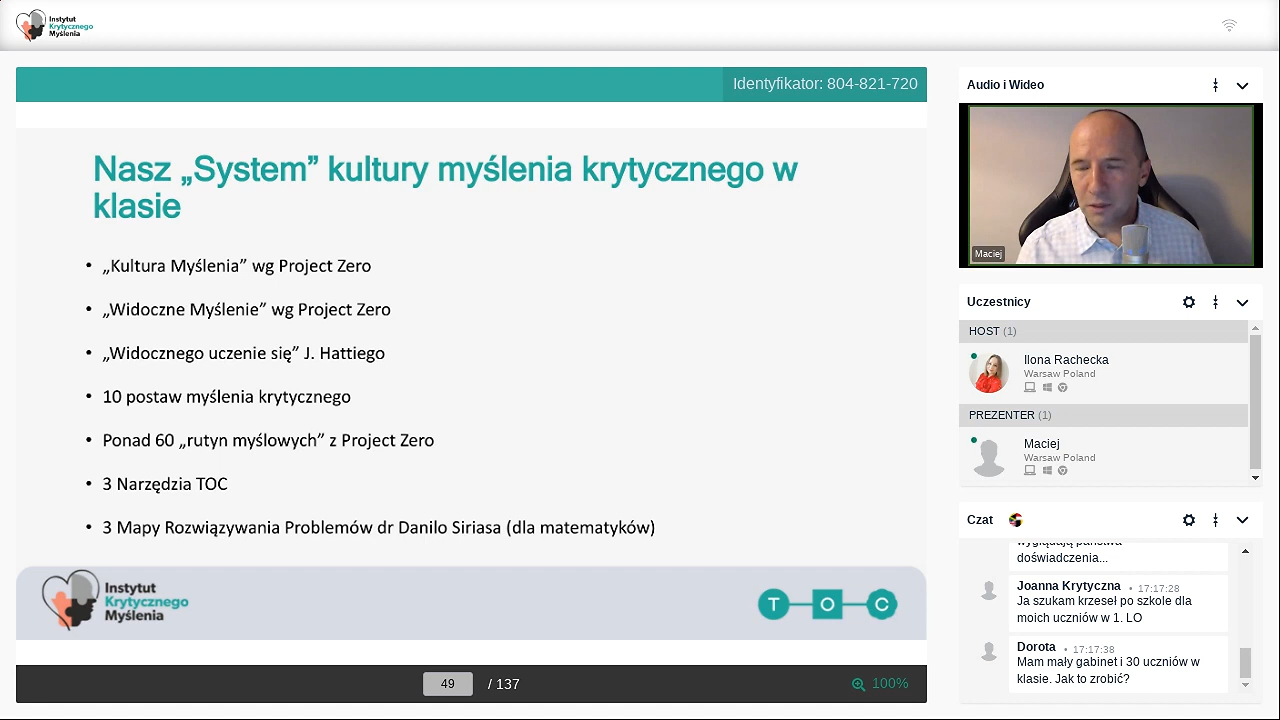 Instytut
Krytycznego
Myślenia
Identyfikator: 804-821-720
Nasz „System” kultury myślenia krytycznego w
klasie
• „Kultura Myślenia” wg Project Zero
• „Widoczne Myślenie” wg Project Zero
• „Widocznego uczenie się” J. Hattiego
• 10 postaw myślenia krytycznego
• Ponad 60 „rutyn myślowych” z Project Zero
• 3 Narzędzia TOC
• 3 Mapy Rozwiązywania Problemów dr Danilo Siriasa (dla matematyków)
Instytut
Krytycznego
Myślenia
T O C
49 / 137
100%
Audio i Wideo
Maciej
Uczestnicy
HOST (1)
Ilona Rachecka
Warsaw Poland
PREZENTER (1)
Maciej
Warsaw Poland
Czat
wyglądają państwa
doświadczenia...
Joanna Krytyczna • 17:17:28
Ja szukam krzeseł po szkole dla
moich uczniów w 1. LO
Dorota • 17:17:38
Mam mały gabinet i 30 uczniów w
klasie. Jak to zrobić?